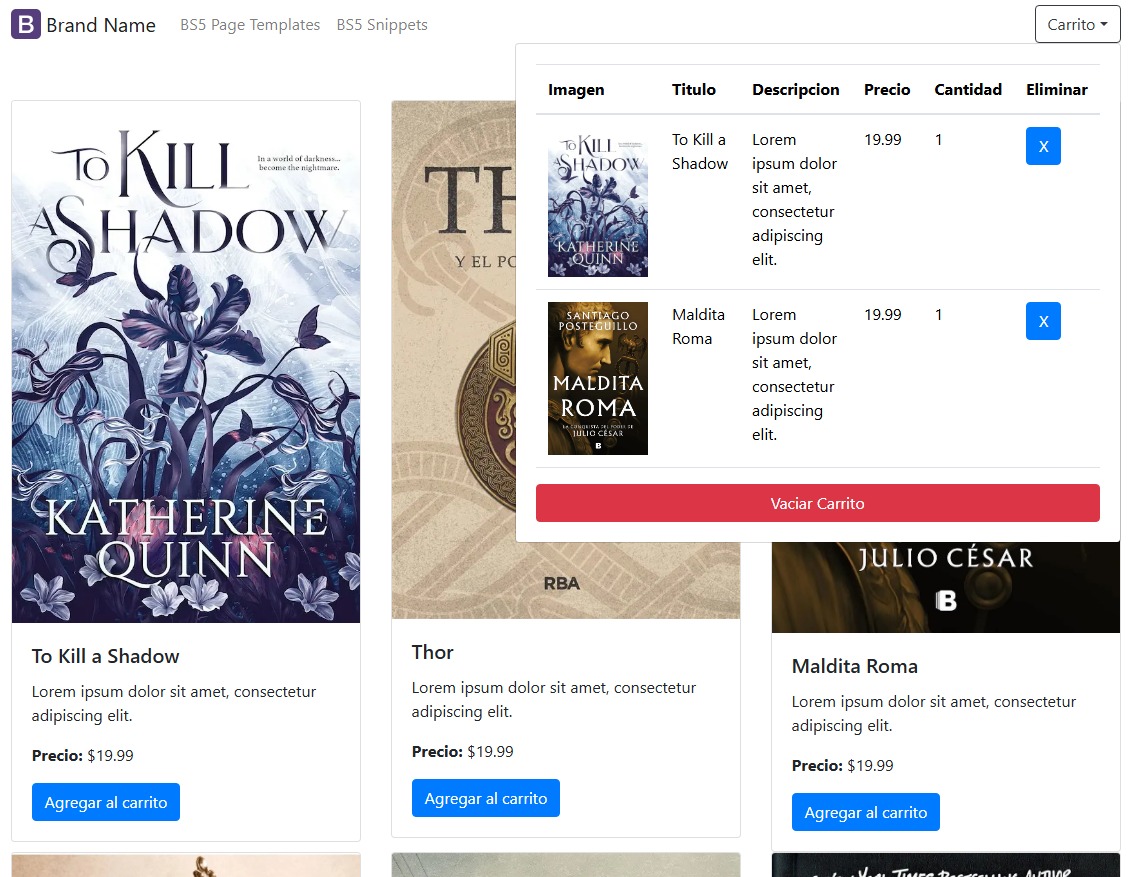 B Brand Name BS5 Page Templates BS5 Snippets Carrito
Imagen Titulo Descripcion Precio Cantidad Eliminar
TO KILL
A SHADOW
KATHERINE
QUINN
To Kill a
Shadow
Lorem
ipsum dolor
sit amet,
consectetur
adipiscing
elit.
19.99
1
X
SANTIAGO
POSTEGUILLO
MALDITA
ROMA
LA CONQUISTA DEL PODER DE
JULIO CÉSAR
B
Maldita
Roma
Lorem
ipsum dolor
sit amet,
consectetur
adipiscing
elit.
19.99
1
X
Vaciar Carrito
TO KILL
A SHADOW
In a world of darkness...
become the nightmare.
KATHERINE
QUINN
To Kill a Shadow
Lorem ipsum dolor sit amet, consectetur
adipiscing elit.
Precio: $19.99
Agregar al carrito
TH
Y EL PO
RBA
Thor
Lorem ipsum dolor sit amet, consectetur
adipiscing elit.
Precio: $19.99
Agregar al carrito
JULIO CÉSAR
B
Maldita Roma
Lorem ipsum dolor sit amet, consectetur
adipiscing elit.
Precio: $19.99
Agregar al carrito
NEW YORK TIMES BESTSELLING AUTHOR